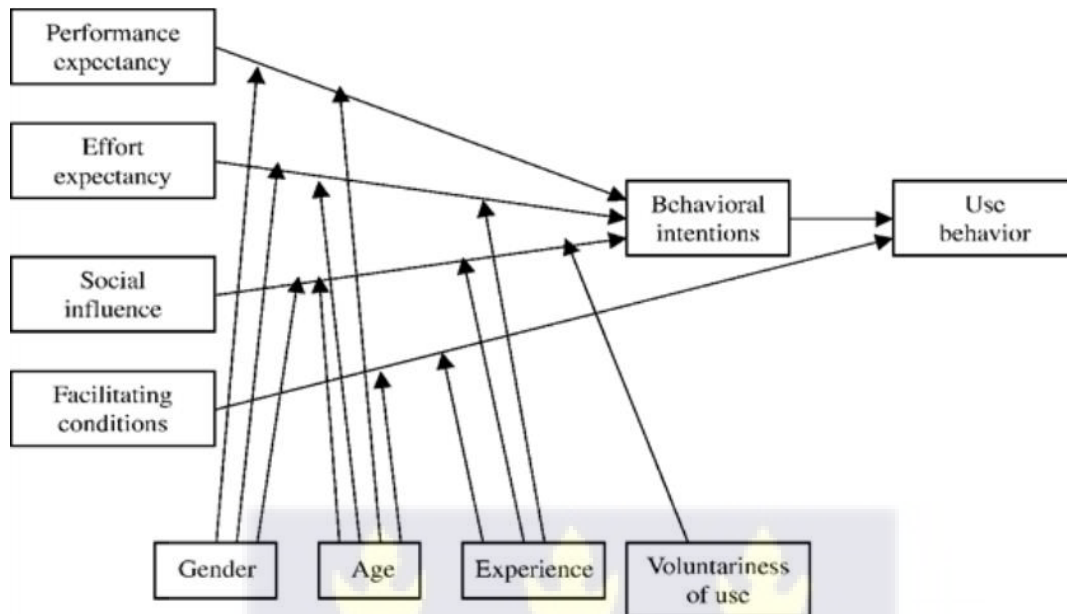 Performance
expectancy
Effort
expectancy
Social
influence
Facilitating
conditions
Behavioral
intentions
Use
behavior
Gender
Age
Experience
Voluntariness
of use